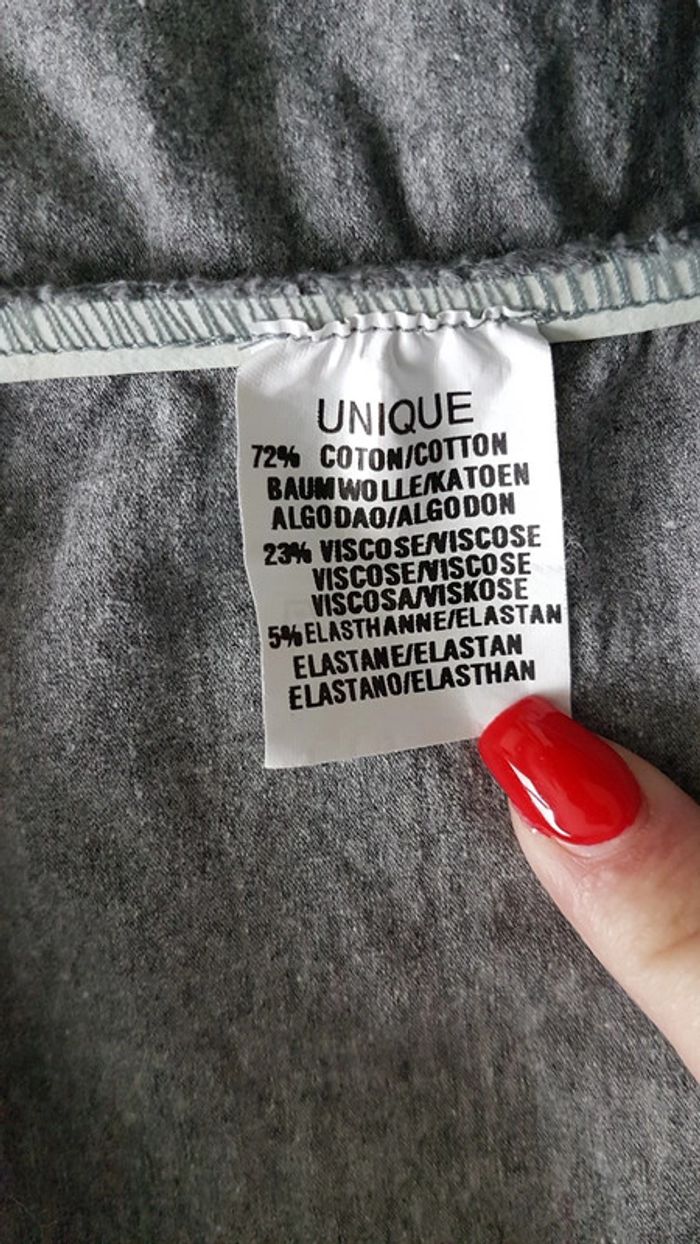 UNIQUE
72% COTON/COTTON
BAUMWOLLE/KATOEN
ALGODAO/ALGODON
23% VISCOSE/VISCOSE
VISCOSE/VISCOSE
VISCOSA/VISKOSE
5% ELASTHANNE/ELASTAN
ELASTANE/ELASTAN
ELASTANO/ELASTHAN